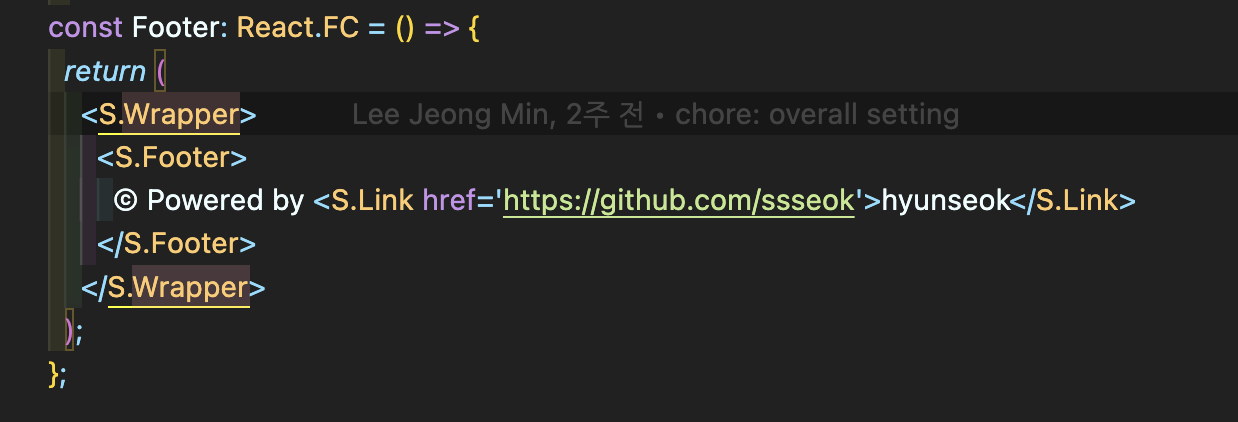 const Footer: React.FC = () => {
return (
<S.Wrapper> Lee Jeong Min, 2주 전 • chore: overall setting
<S.Footer>
© Powered by <S.Link href='https://github.com/ssseok'>hyunseok</S.Link>
</S.Footer>
</S.Wrapper>
);
};